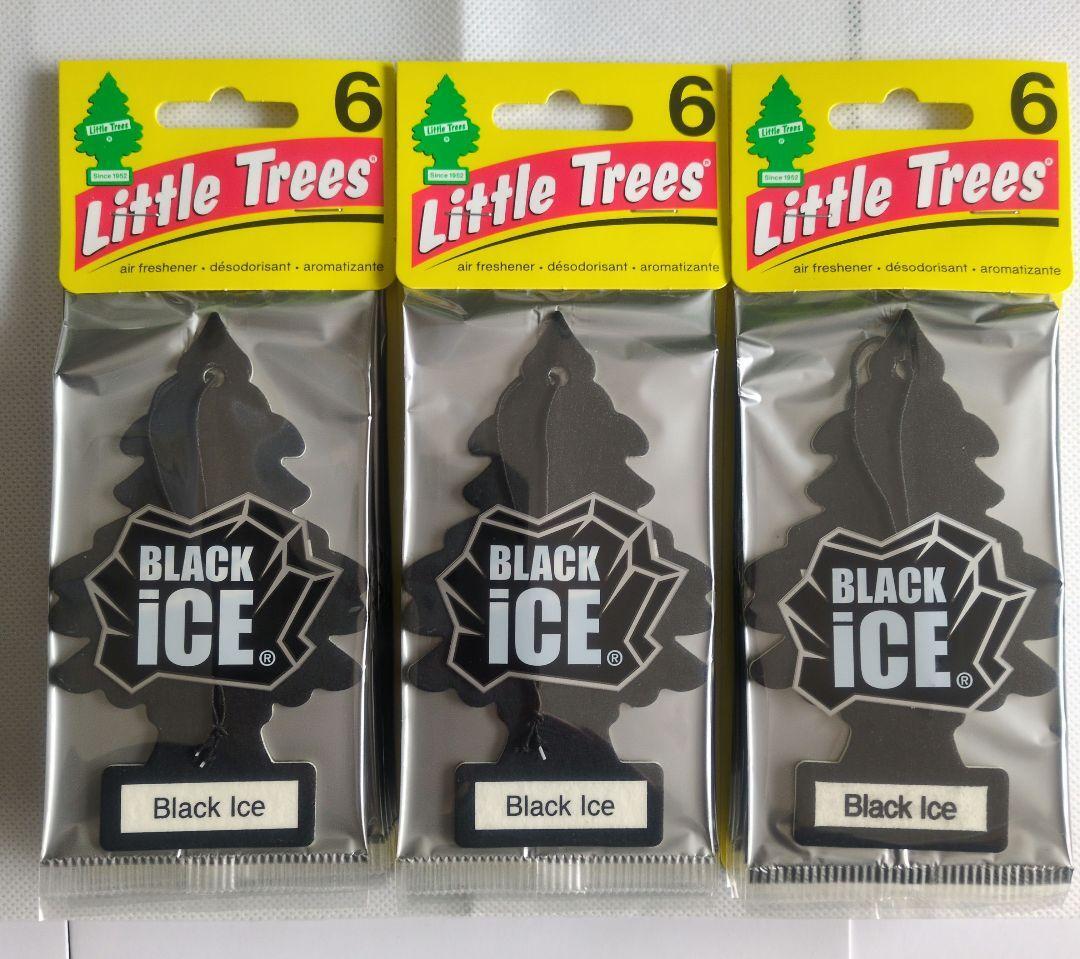 6
Little Trees
®
Since 1952
Little Trees®
air freshener • désodorisant • aromatizante
BLACK
iCE®
Black Ice
6
Little Trees
®
Since 1952
Little Trees®
air freshener • désodorisant • aromatizante
BLACK
iCE®
Black Ice
6
Little Trees
®
Since 1952
Little Trees®
air freshener • désodorisant • aromatizante
BLACK
iCE®
Black Ice